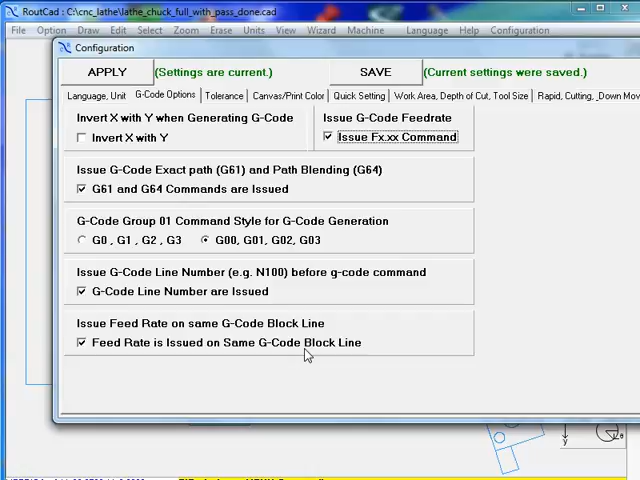 RoutCad : C:\cnc_lathe\lathe_chuck_full_with_pass_done.cad
File Option Draw Edit Select Zoom Erase Units View Wizard Machine Language Help Configuration
Configuration
APPLY (Settings are current.) SAVE (Current settings were saved.)
Language, Unit G-Code Options Tolerance Canvas/Print Color Quick Setting Work Area, Depth of Cut, Tool Size Rapid, Cutting, _Down Mov
Invert X with Y when Generating G-Code Issue G-Code Feedrate
Invert X with Y Issue Fx.xx Command
Issue G-Code Exact path (G61) and Path Blending (G64)
G61 and G64 Commands are Issued
G-Code Group 01 Command Style for G-Code Generation
G0 , G1 , G2 , G3 G00, G01, G02, G03
Issue G-Code Line Number (e.g. N100) before g-code command
G-Code Line Number are Issued
Issue Feed Rate on same G-Code Block Line
Feed Rate is Issued on Same G-Code Block Line
y